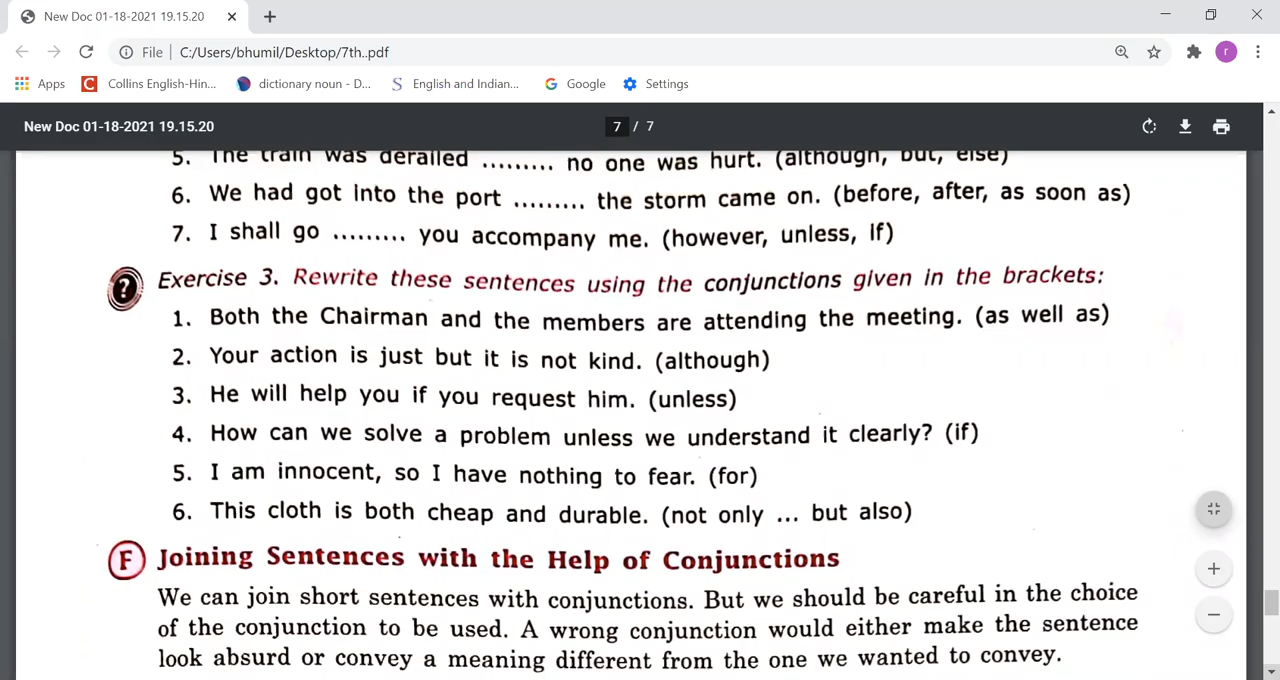 New Doc 01-18-2021 19.15.20
File C:/Users/bhumil/Desktop/7th..pdf
r
Apps Collins English-Hin... dictionary noun - D... English and Indian... Google Settings
New Doc 01-18-2021 19.15.20 7 / 7
5. The train was derailed ......... no one was hurt. (although, but, else)
6. We had got into the port ......... the storm came on. (before, after, as soon as)
7. I shall go ......... you accompany me. (however, unless, if)
? Exercise 3. Rewrite these sentences using the conjunctions given in the brackets:
1. Both the Chairman and the members are attending the meeting. (as well as)
2. Your action is just but it is not kind. (although)
3. He will help you if you request him. (unless)
4. How can we solve a problem unless we understand it clearly? (if)
5. I am innocent, so I have nothing to fear. (for)
6. This cloth is both cheap and durable. (not only ... but also)
F Joining Sentences with the Help of Conjunctions
We can join short sentences with conjunctions. But we should be careful in the choice
of the conjunction to be used. A wrong conjunction would either make the sentence
look absurd or convey a meaning different from the one we wanted to convey.